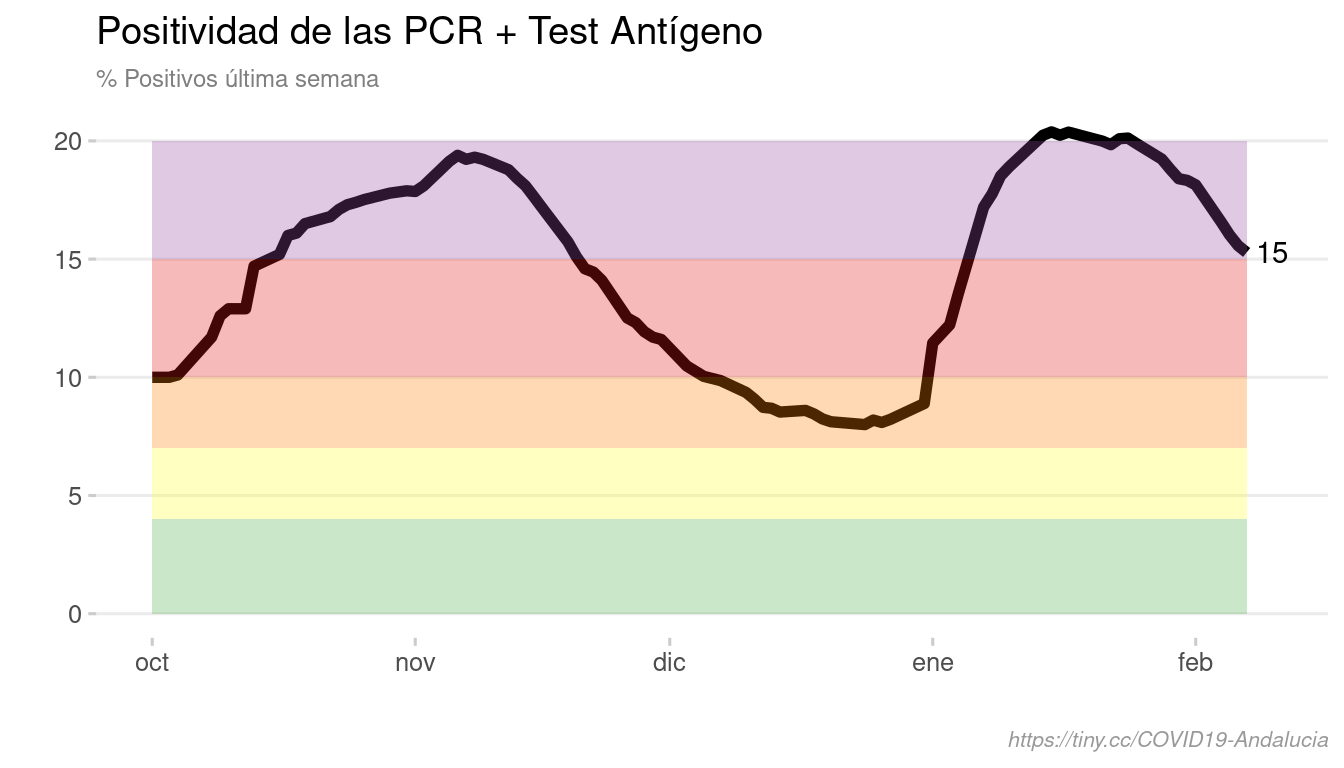 Positividad de las PCR + Test Antígeno
% Positivos última semana
20
15
15
10
5
0
oct nov dic ene feb
https://tiny.cc/COVID19-Andalucia